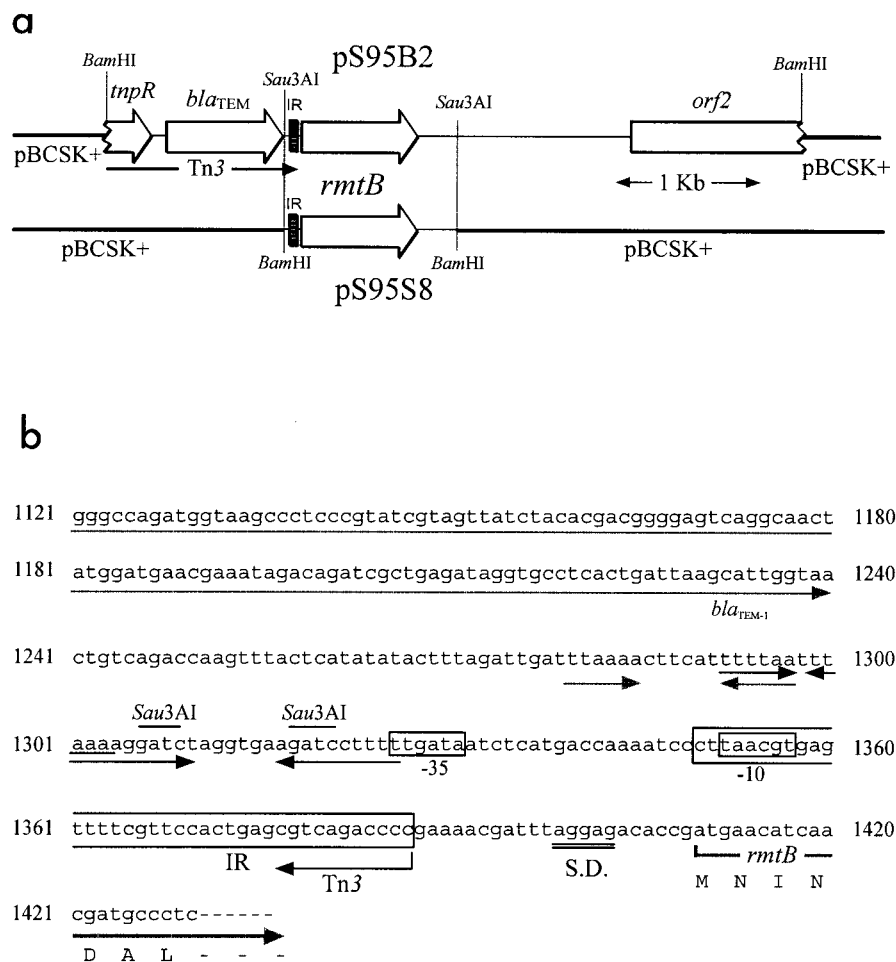 a
pS95B2
BamHI
tnpR
blaTEM
Sau3AI
IR
Sau3AI
orf2
BamHI
pBCSK+
Tn3
rmtB
1 Kb
pBCSK+
IR
pBCSK+
BamHI
BamHI
pBCSK+
pS95S8
b
1121 gggccagatggtaagccctcccgtatcgtagttatctacacgacggggagtcaggcaact 1180
1181 atggatgaacgaaatagacagatcgctgagataggtgcctcactgattaagcattggtaa 1240
blaTEM-1
1241 ctgtcagaccaagtttactcatatatactttagattgatttaaaacttcatttttaattt 1300
Sau3AI Sau3AI
1301 aaaaggatctaggtgaagatcctttttgataatctcatgaccaaaatcccttaacgtgag 1360
-35 -10
1361 ttttcgttccactgagcgtcagaccccgaaaacgatttaggagacaccgatgaacatcaa 1420
IR Tn3 S.D. rmtB
M N I N
1421 cgatgccctc------
D A L - - -